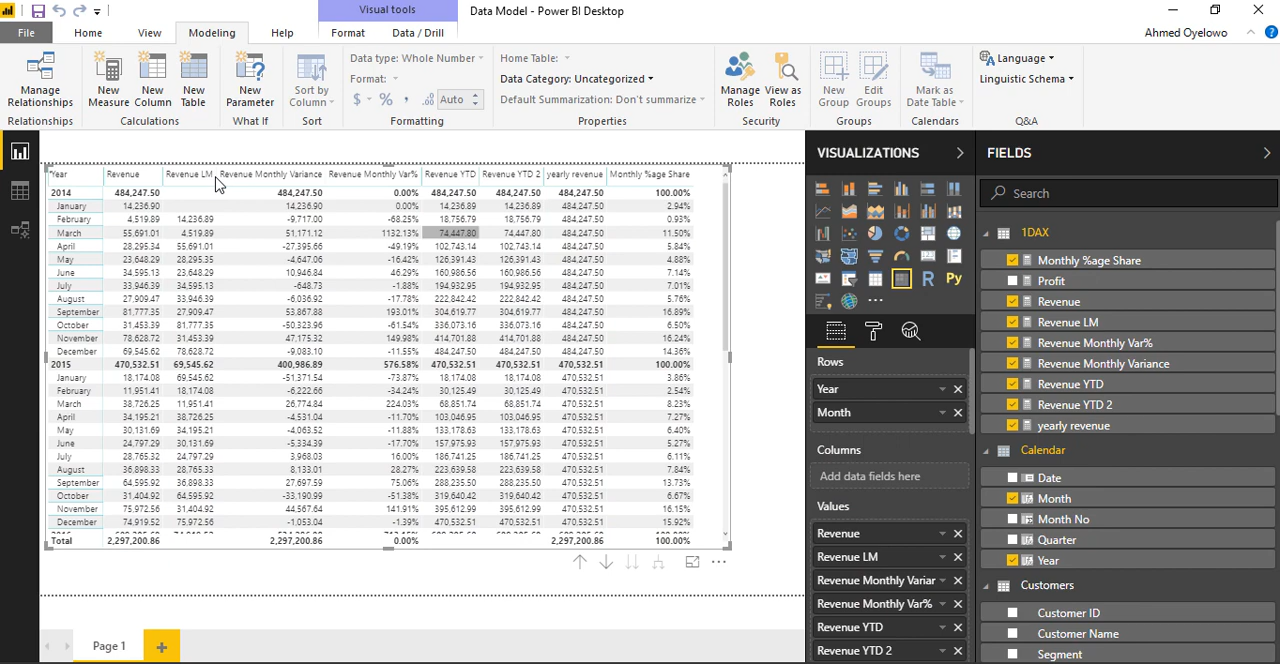 Visual tools
Data Model - Power BI Desktop
File Home View Modeling Help Format Data / Drill Ahmed Oyelowo
Manage Relationships
New Measure
New Column
New Table
New Parameter
Sort by Column
Data type: Whole Number
Format:
$ % , .00 Auto
Home Table:
Data Category: Uncategorized
Default Summarization: Don't summarize
Manage Roles
View as Roles
New Group
Edit Groups
Mark as Date Table
Language
Linguistic Schema
Relationships Calculations What If Sort Formatting Properties Security Groups Calendars Q&A
Year Revenue Revenue LM Revenue Monthly Variance Revenue Monthly Var% Revenue YTD Revenue YTD 2 yearly revenue Monthly %age Share
2014 484,247.50 484,247.50 0.00% 484,247.50 484,247.50 484,247.50 100.00%
January 14,236.90 14,236.90 0.00% 14,236.89 14,236.89 484,247.50 2.94%
February 4,519.89 14,236.89 -9,717.00 -68.25% 18,756.79 18,756.79 484,247.50 0.93%
March 55,691.01 4,519.89 51,171.12 1132.13% 74,447.80 74,447.80 484,247.50 11.50%
April 28,295.34 55,691.01 -27,395.66 -49.19% 102,743.14 102,743.14 484,247.50 5.84%
May 23,648.29 28,295.35 -4,647.06 -16.42% 126,391.43 126,391.43 484,247.50 4.88%
June 34,595.13 23,648.29 10,946.84 46.29% 160,986.56 160,986.56 484,247.50 7.14%
July 33,946.39 34,595.13 -648.73 -1.88% 194,932.95 194,932.95 484,247.50 7.01%
August 27,909.47 33,946.39 -6,036.92 -17.78% 222,842.42 222,842.42 484,247.50 5.76%
September 81,777.35 27,909.47 53,867.88 193.01% 304,619.77 304,619.77 484,247.50 16.89%
October 31,453.39 81,777.35 -50,323.96 -61.54% 336,073.16 336,073.16 484,247.50 6.50%
November 78,628.72 31,453.39 47,175.32 149.98% 414,701.88 414,701.88 484,247.50 16.24%
December 69,545.62 78,628.72 -9,083.10 -11.55% 484,247.50 484,247.50 484,247.50 14.36%
2015 470,532.51 69,545.62 400,986.89 576.58% 470,532.51 470,532.51 470,532.51 100.00%
January 18,174.08 69,545.62 -51,371.54 -73.87% 18,174.08 18,174.08 470,532.51 3.86%
February 11,951.41 18,174.08 -6,222.66 -34.24% 30,125.49 30,125.49 470,532.51 2.54%
March 38,726.25 11,951.41 26,774.84 224.03% 68,851.74 68,851.74 470,532.51 8.23%
April 34,195.21 38,726.25 -4,531.04 -11.70% 103,046.95 103,046.95 470,532.51 7.27%
May 30,131.69 34,195.21 -4,063.52 -11.88% 133,178.63 133,178.63 470,532.51 6.40%
June 24,797.29 30,131.69 -5,334.39 -17.70% 157,975.93 157,975.93 470,532.51 5.27%
July 28,765.32 24,797.29 3,968.03 16.00% 186,741.25 186,741.25 470,532.51 6.11%
August 36,898.33 28,765.33 8,133.01 28.27% 223,639.58 223,639.58 470,532.51 7.84%
September 64,595.92 36,898.33 27,697.59 75.06% 288,235.50 288,235.50 470,532.51 13.73%
October 31,404.92 64,595.92 -33,190.99 -51.38% 319,640.42 319,640.42 470,532.51 6.67%
November 75,972.56 31,404.92 44,567.64 141.91% 395,612.99 395,612.99 470,532.51 16.15%
December 74,919.52 75,972.56 -1,053.04 -1.39% 470,532.51 470,532.51 470,532.51 15.92%
Total 2,297,200.86 2,297,200.86 0.00% 2,297,200.86 100.00%
Page 1
VISUALIZATIONS
R Py
Rows
Year
Month
Columns
Add data fields here
Values
Revenue
Revenue LM
Revenue Monthly Variar
Revenue Monthly Var%
Revenue YTD
Revenue YTD 2
FIELDS
Search
1DAX
Monthly %age Share
Profit
Revenue
Revenue LM
Revenue Monthly Var%
Revenue Monthly Variance
Revenue YTD
Revenue YTD 2
yearly revenue
Calendar
Date
Month
Month No
Quarter
Year
Customers
Customer ID
Customer Name
Segment